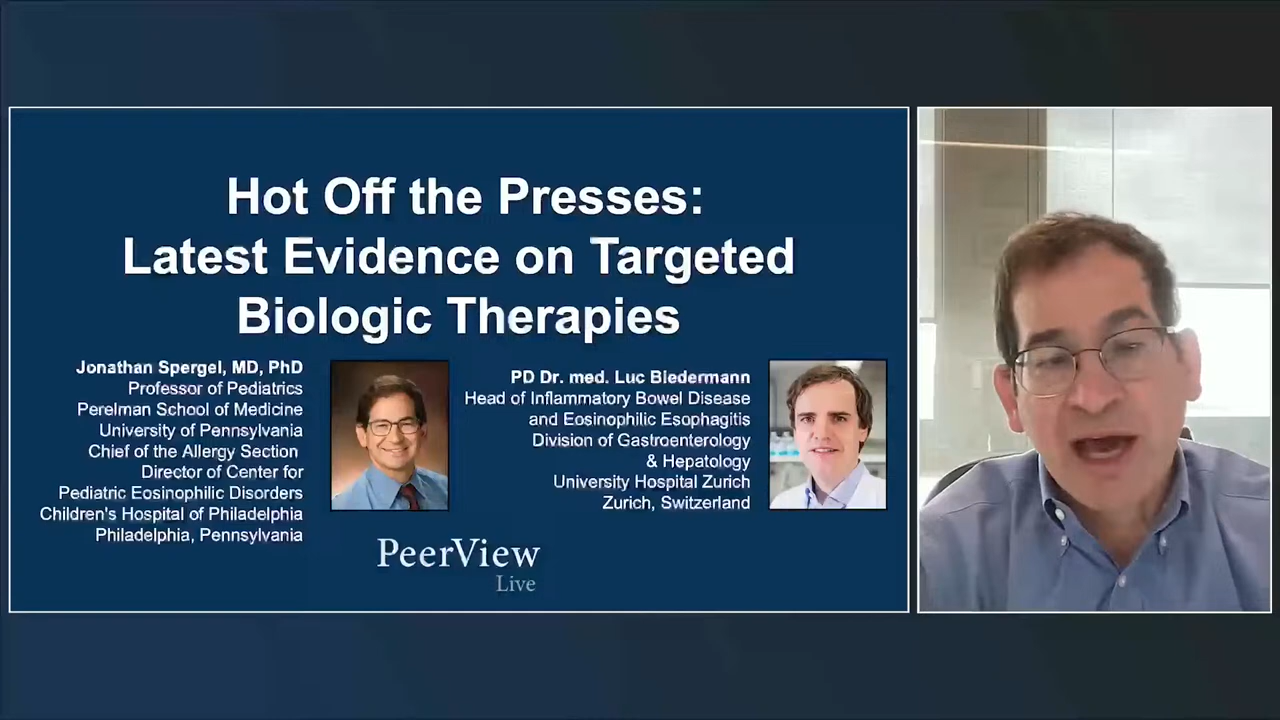 Hot Off the Presses:
Latest Evidence on Targeted
Biologic Therapies
Jonathan Spergel, MD, PhD
Professor of Pediatrics
Perelman School of Medicine
University of Pennsylvania
Chief of the Allergy Section
Director of Center for
Pediatric Eosinophilic Disorders
Children's Hospital of Philadelphia
Philadelphia, Pennsylvania
PD Dr. med. Luc Biedermann
Head of Inflammatory Bowel Disease
and Eosinophilic Esophagitis
Division of Gastroenterology
& Hepatology
University Hospital Zurich
Zurich, Switzerland
PeerView
Live